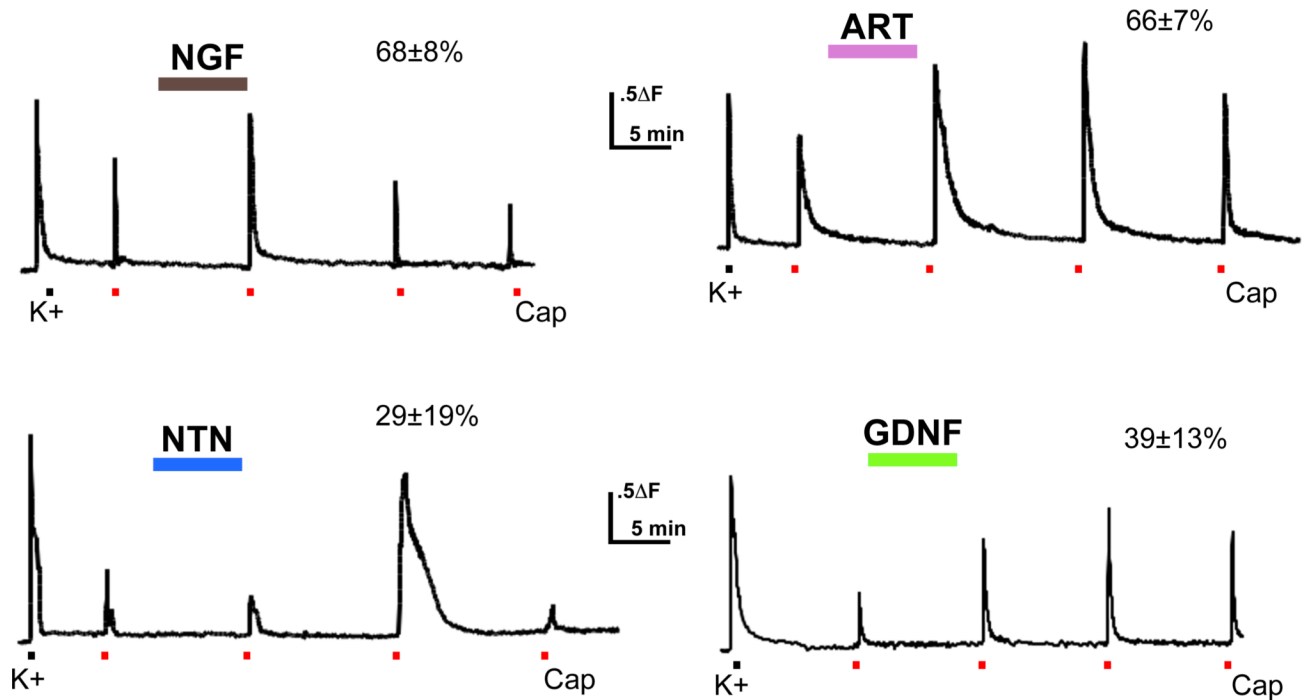 NGF
68±8%
K+
Cap
.5ΔF
5 min
ART
66±7%
K+
Cap
NTN
29±19%
K+
Cap
.5ΔF
5 min
GDNF
39±13%
K+
Cap